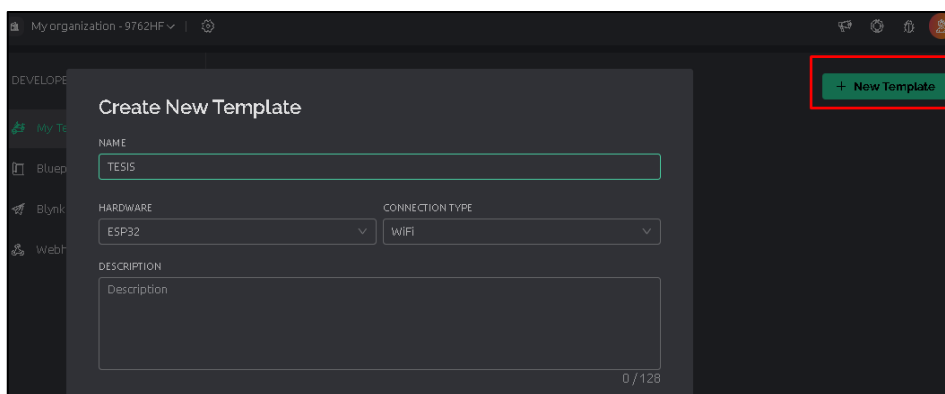 My organization - 9762HF
DEVELOPE
+ New Template
Create New Template
My Te
NAME
TESIS
Bluep
HARDWARE
CONNECTION TYPE
Blynk
ESP32
WiFi
Webh
DESCRIPTION
Description
0 / 128